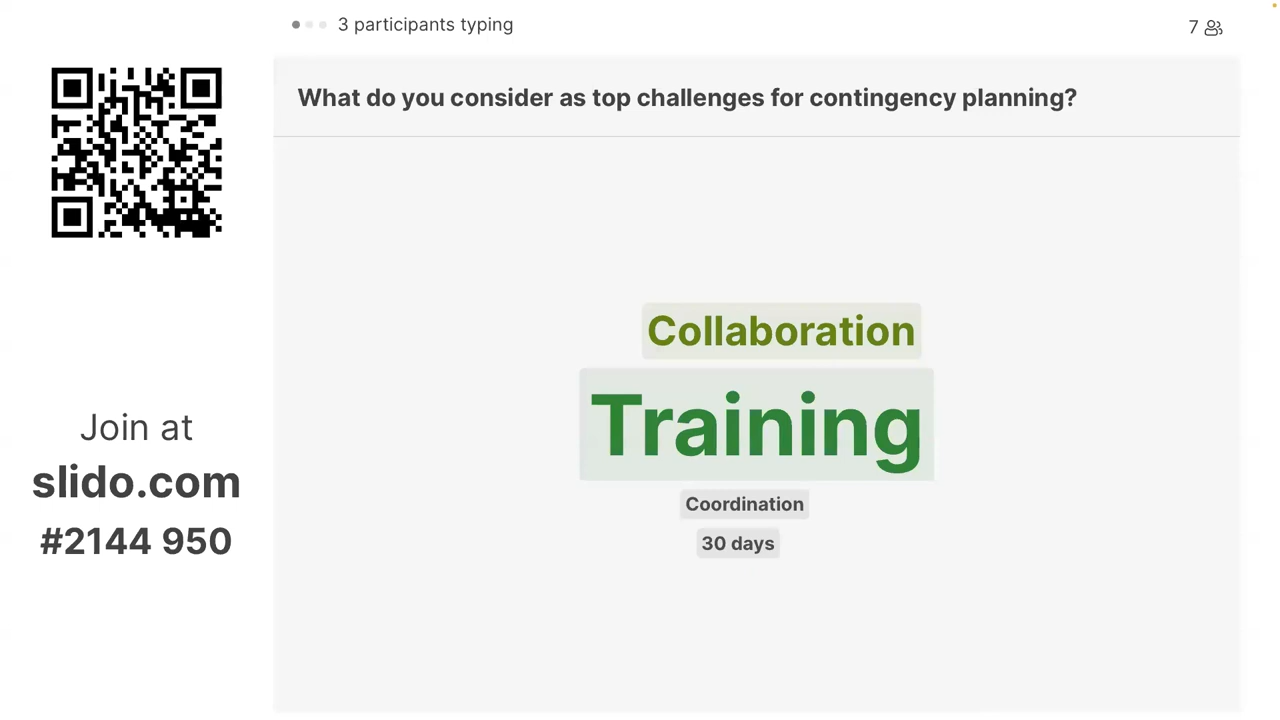 3 participants typing
7
What do you consider as top challenges for contingency planning?
Collaboration
Training
Coordination
30 days
Join at
slido.com
#2144 950